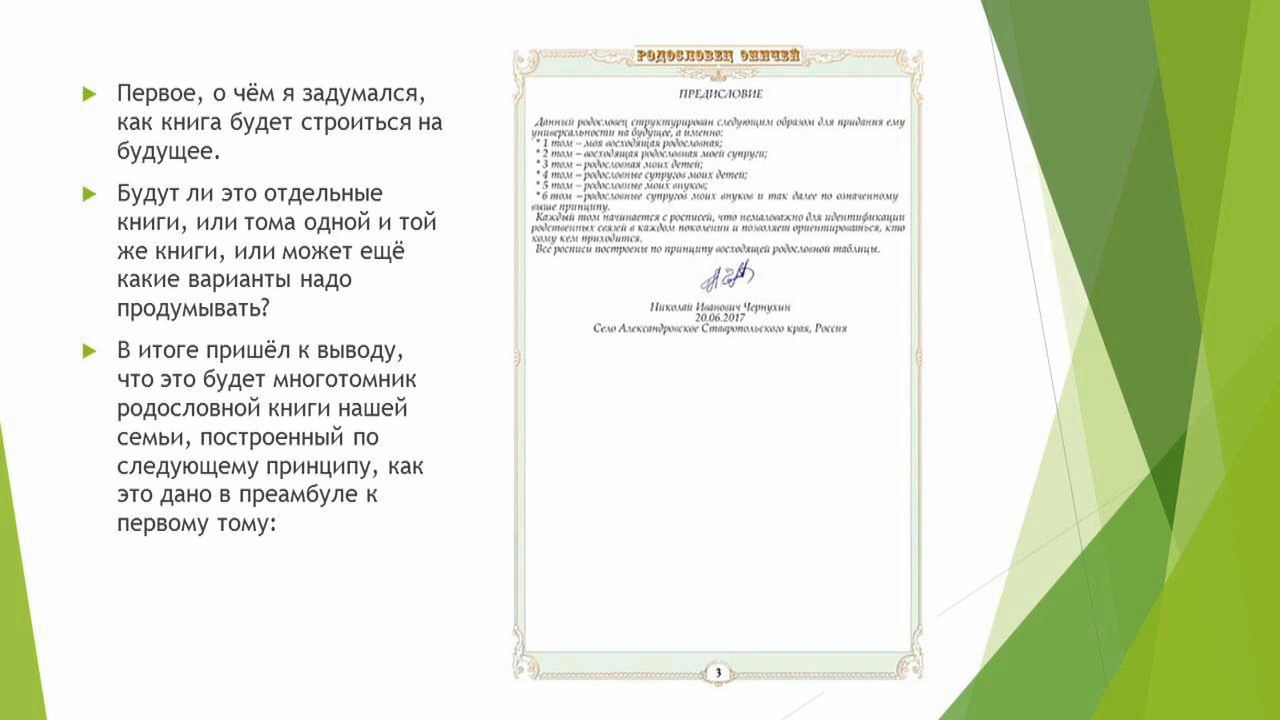 Первое, о чём я задумался,
как книга будет строиться на
будущее.
Будут ли это отдельные
книги, или тома одной и той
же книги, или может ещё
какие варианты надо
продумывать?
В итоге пришёл к выводу,
что это будет многотомник
родословной книги нашей
семьи, построенный по
следующему принципу, как
это дано в преамбуле к
первому тому:
РОДОСЛОВЕЦ ОНИЧЕЙ
ПРЕДИСЛОВИЕ
Данный родословец структурирован следующим образом для придания ему
универсальности на будущее, а именно:
* 1 том – моя восходящая родословная;
* 2 том – восходящая родословная моей супруги;
* 3 том – родословная моих детей;
* 4 том – родословные супругов моих детей;
* 5 том – родословные моих внуков;
* 6 том – родословные супругов моих внуков и так далее по означенному
выше принципу.
Каждый том начинается с росписей, что немаловажно для идентификации
родственных связей в каждом поколении и позволяет ориентироваться, кто
кому кем приходится.
Все росписи построены по принципу восходящей родословной таблицы.
Николай Иванович Чернухин
20.06.2017
Село Александровское Ставропольского края, Россия
3